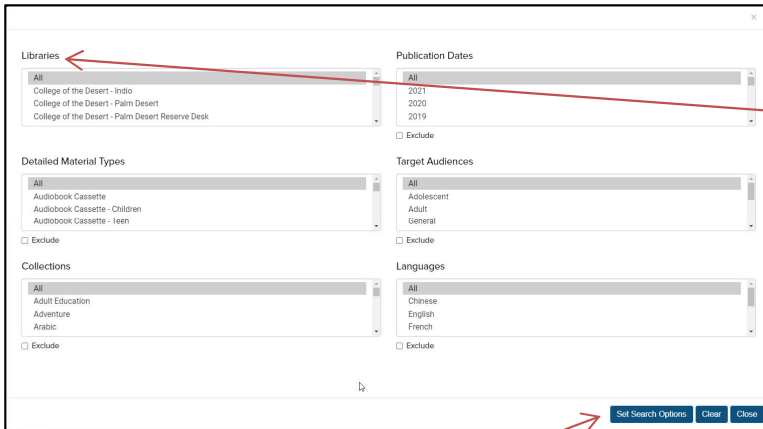 ×
Libraries
All
College of the Desert - Indio
College of the Desert - Palm Desert
College of the Desert - Palm Desert Reserve Desk
Publication Dates
All
2021
2020
2019
Exclude
Detailed Material Types
All
Audiobook Cassette
Audiobook Cassette - Children
Audiobook Cassette - Teen
Exclude
Target Audiences
All
Adolescent
Adult
General
Exclude
Collections
All
Adult Education
Adventure
Arabic
Exclude
Languages
All
Chinese
English
French
Exclude
Set Search Options Clear Close